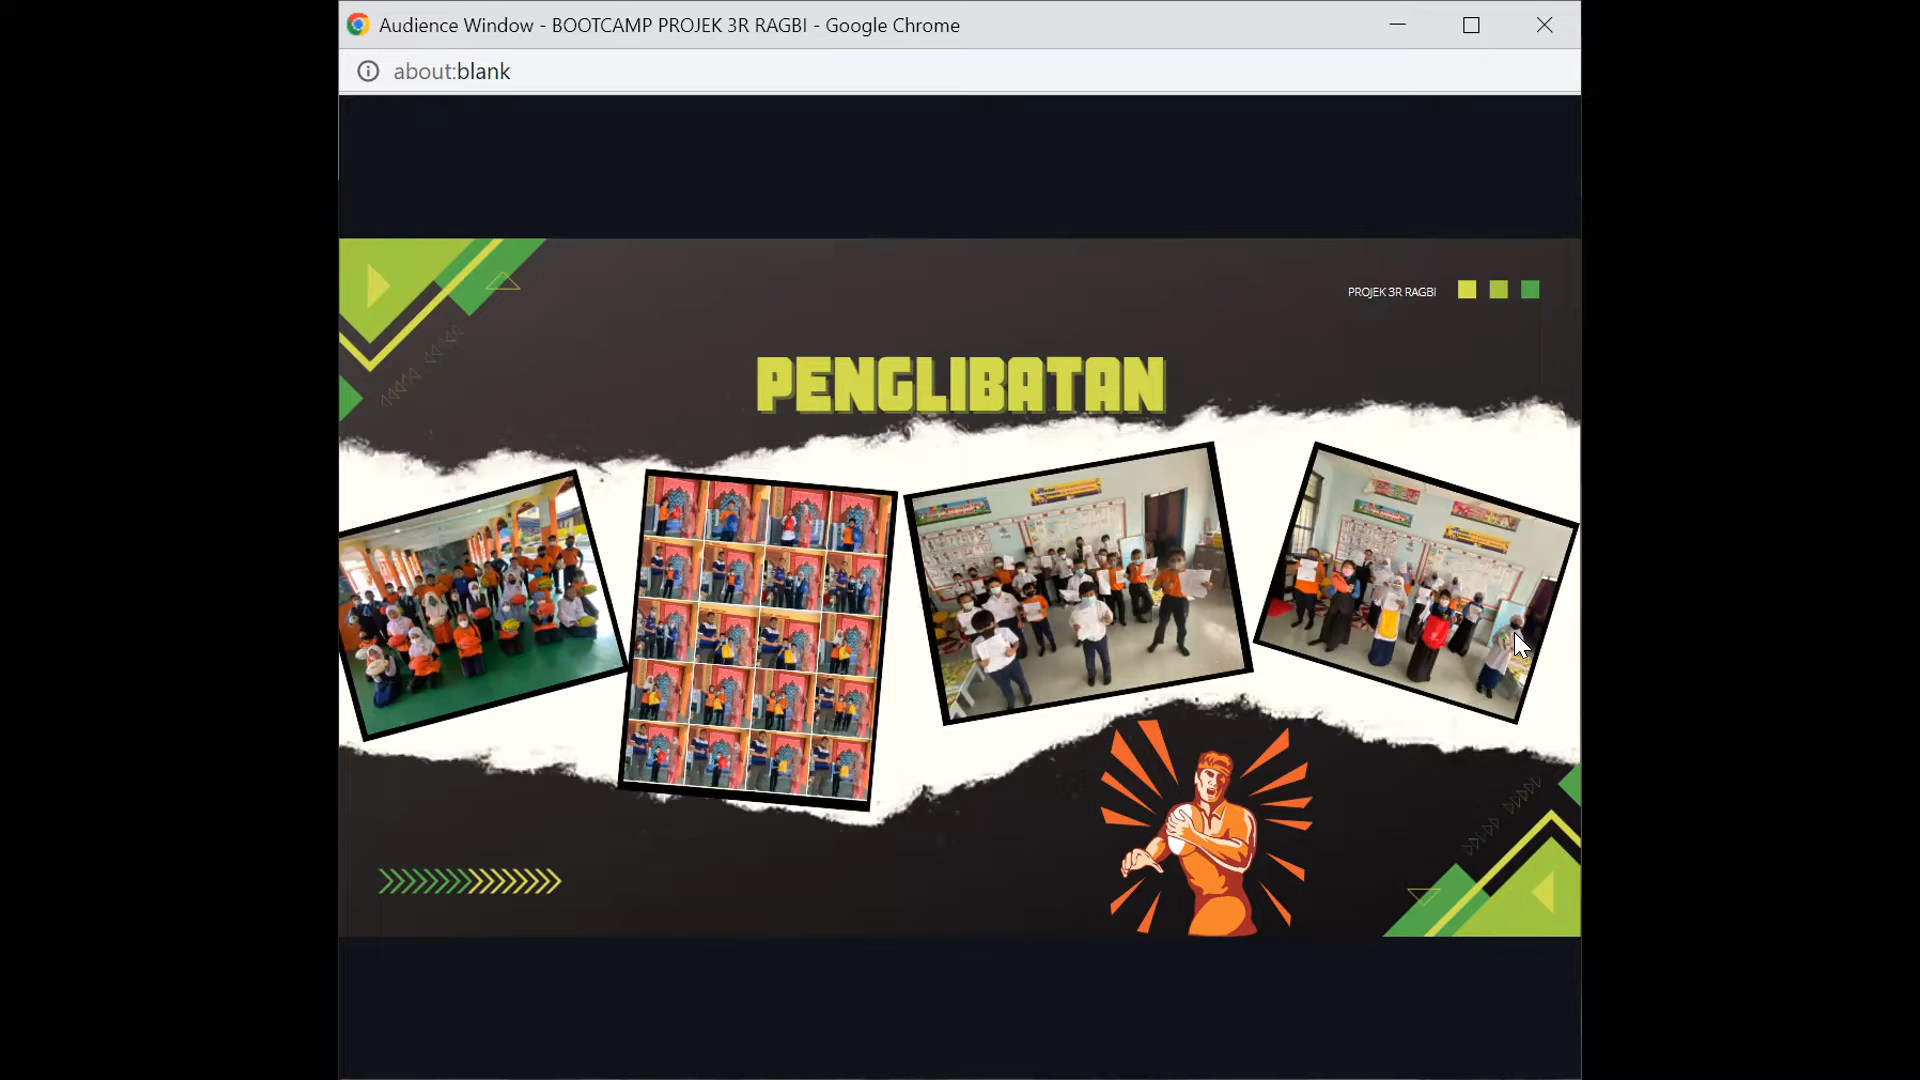 Audience Window - BOOTCAMP PROJEK 3R RAGBI - Google Chrome
about:blank
PROJEK 3R RAGBI
PENGLIBATAN